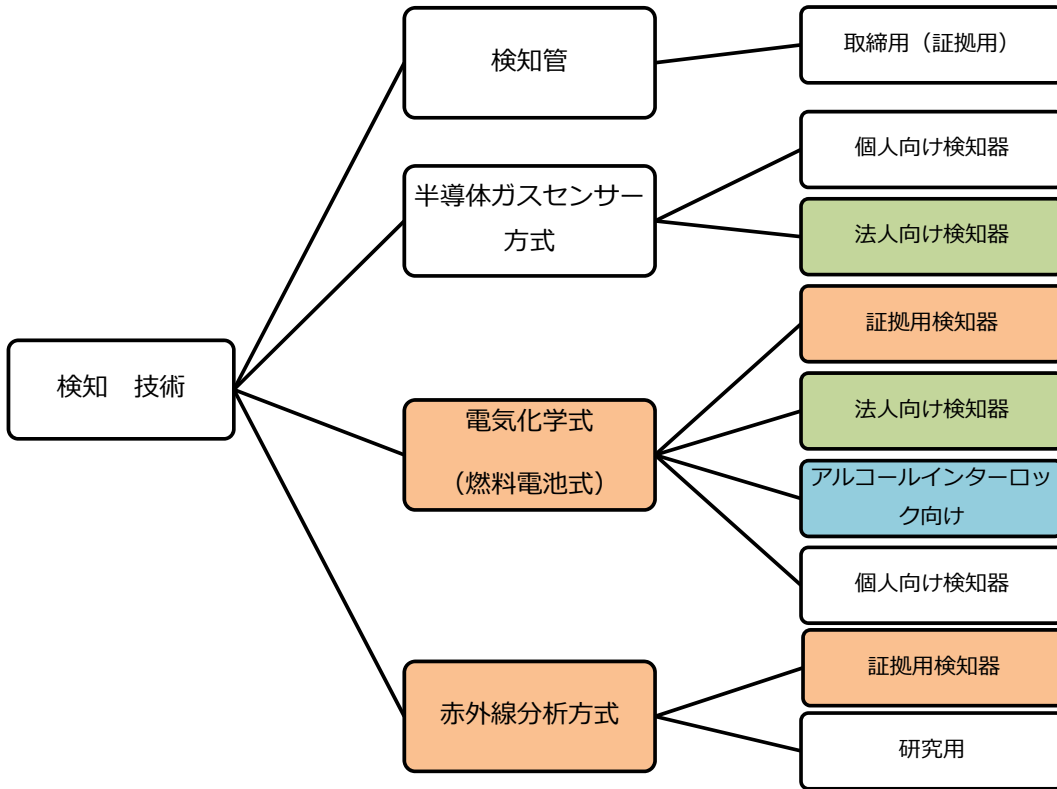 検知　技術
検知管
取締用（証拠用）
半導体ガスセンサー
方式
個人向け検知器
法人向け検知器
電気化学式
（燃料電池式）
証拠用検知器
法人向け検知器
アルコールインターロッ
ク向け
個人向け検知器
赤外線分析方式
証拠用検知器
研究用